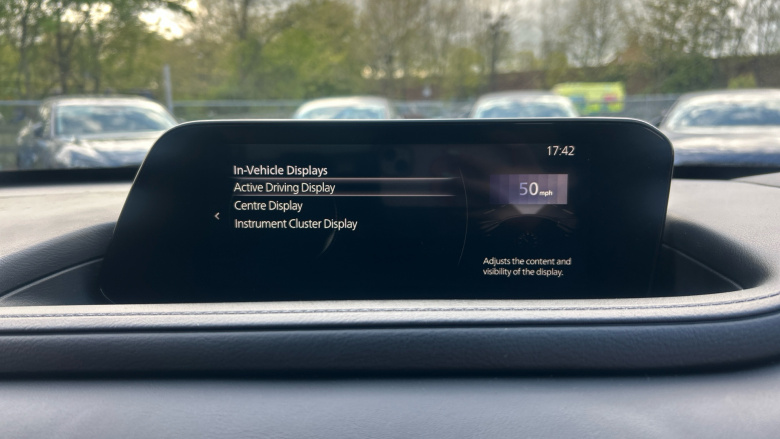 17:42
In-Vehicle Displays
Active Driving Display
Centre Display
Instrument Cluster Display
50 mph
Adjusts the content and
visibility of the display.